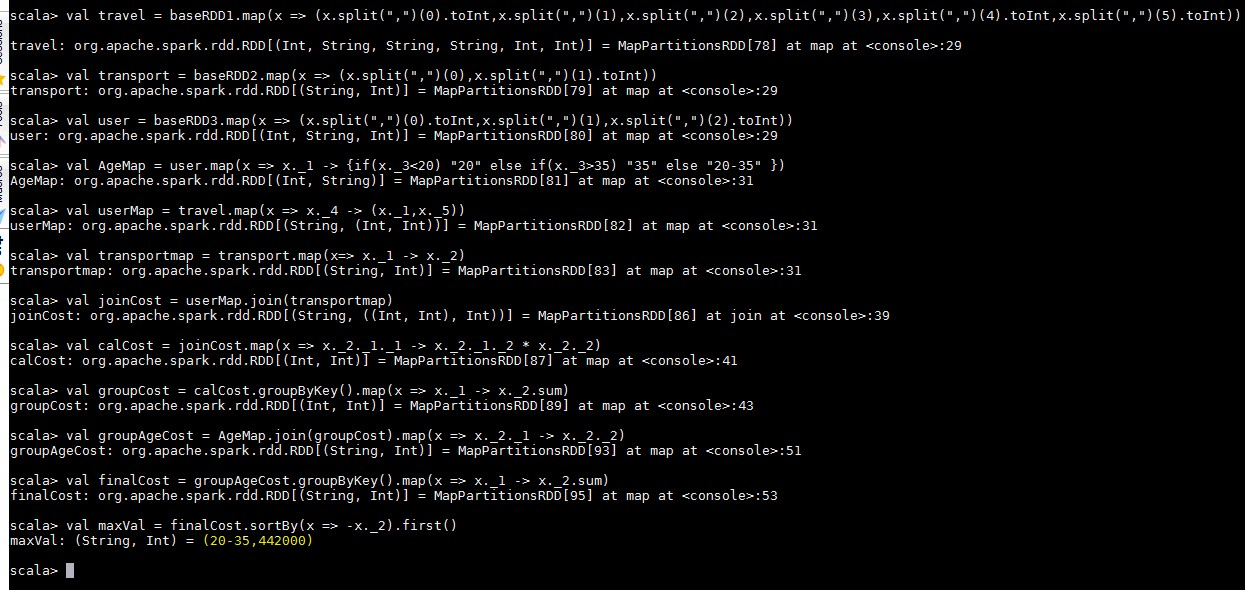 scala> val travel = baseRDD1.map(x => (x.split(",")(0).toInt,x.split(",")(1),x.split(",")(2),x.split(",")(3),x.split(",")(4).toInt,x.split(",")(5).toInt))
travel: org.apache.spark.rdd.RDD[(Int, String, String, String, Int, Int)] = MapPartitionsRDD[78] at map at <console>:29
scala> val transport = baseRDD2.map(x => (x.split(",")(0),x.split(",")(1).toInt))
transport: org.apache.spark.rdd.RDD[(String, Int)] = MapPartitionsRDD[79] at map at <console>:29
scala> val user = baseRDD3.map(x => (x.split(",")(0).toInt,x.split(",")(1),x.split(",")(2).toInt))
user: org.apache.spark.rdd.RDD[(Int, String, Int)] = MapPartitionsRDD[80] at map at <console>:29
scala> val AgeMap = user.map(x => x._1 -> {if(x._3<20) "20" else if(x._3>35) "35" else "20-35" })
AgeMap: org.apache.spark.rdd.RDD[(Int, String)] = MapPartitionsRDD[81] at map at <console>:31
scala> val userMap = travel.map(x => x._4 -> (x._1,x._5))
userMap: org.apache.spark.rdd.RDD[(String, (Int, Int))] = MapPartitionsRDD[82] at map at <console>:31
scala> val transportmap = transport.map(x=> x._1 -> x._2)
transportmap: org.apache.spark.rdd.RDD[(String, Int)] = MapPartitionsRDD[83] at map at <console>:31
scala> val joinCost = userMap.join(transportmap)
joinCost: org.apache.spark.rdd.RDD[(String, ((Int, Int), Int))] = MapPartitionsRDD[86] at join at <console>:39
scala> val calCost = joinCost.map(x => x._2._1._1 -> x._2._1._2 * x._2._2)
calCost: org.apache.spark.rdd.RDD[(Int, Int)] = MapPartitionsRDD[87] at map at <console>:41
scala> val groupCost = calCost.groupByKey().map(x => x._1 -> x._2.sum)
groupCost: org.apache.spark.rdd.RDD[(Int, Int)] = MapPartitionsRDD[89] at map at <console>:43
scala> val groupAgeCost = AgeMap.join(groupCost).map(x => x._2._1 -> x._2._2)
groupAgeCost: org.apache.spark.rdd.RDD[(String, Int)] = MapPartitionsRDD[93] at map at <console>:51
scala> val finalCost = groupAgeCost.groupByKey().map(x => x._1 -> x._2.sum)
finalCost: org.apache.spark.rdd.RDD[(String, Int)] = MapPartitionsRDD[95] at map at <console>:53
scala> val maxVal = finalCost.sortBy(x => -x._2).first()
maxVal: (String, Int) = (20-35,442000)
scala>